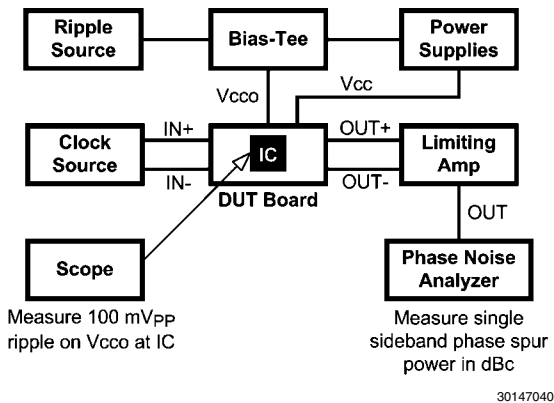 Ripple
Source
Bias-Tee
Power
Supplies
Vcco
Vcc
Clock
Source
IN+
IN-
IC
DUT Board
OUT+
OUT-
Limiting
Amp
OUT
Scope
Phase Noise
Analyzer
Measure 100 mVPP
ripple on Vcco at IC
Measure single
sideband phase spur
power in dBc
30147040